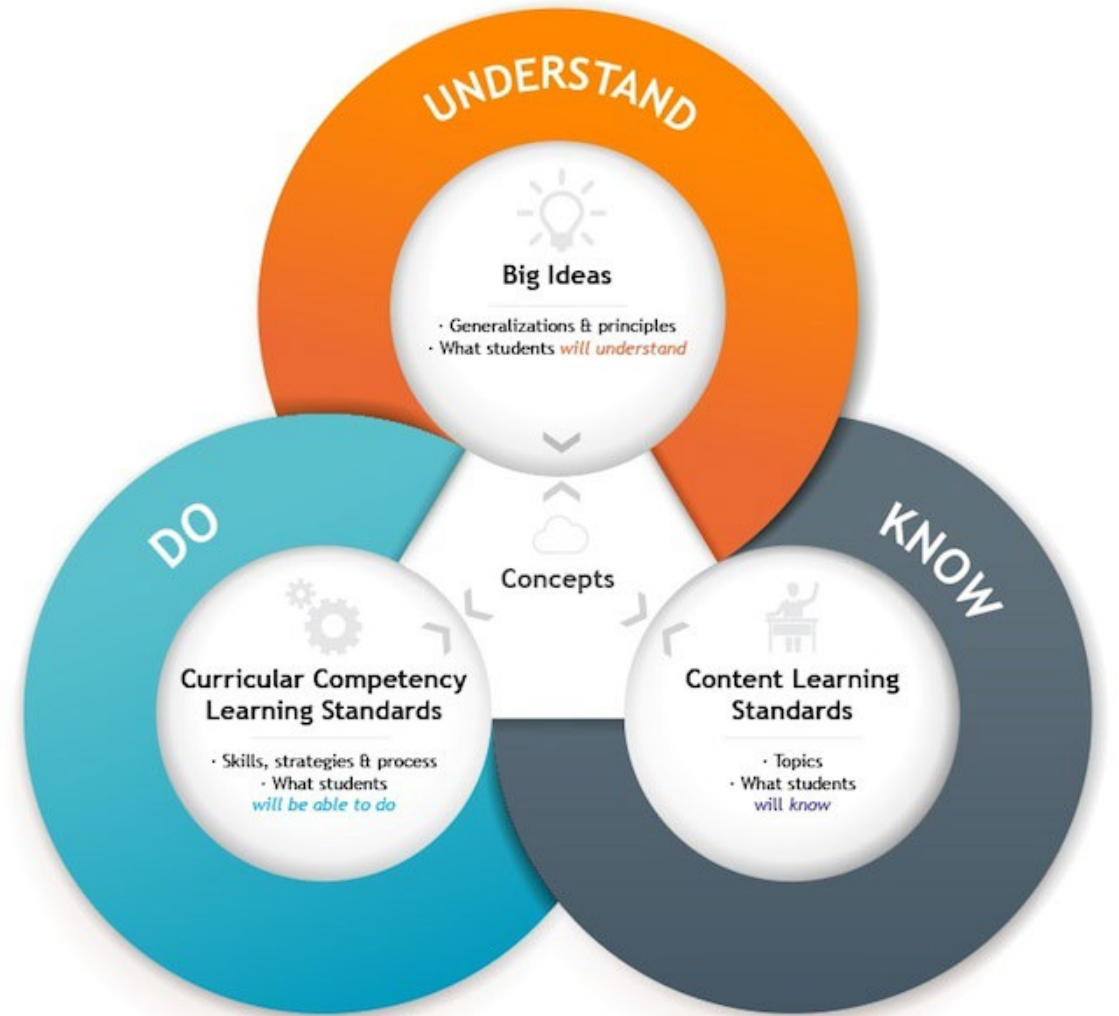 UNDERSTAND
Big Ideas
· Generalizations & principles
· What students will understand
Concepts
DO
Curricular Competency
Learning Standards
· Skills, strategies & process
· What students
will be able to do
KNOW
Content Learning
Standards
· Topics
· What students
will know